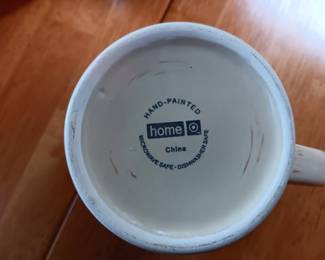 HAND-PAINTED
home
China
MICROWAVE SAFE • DISHWASHER SAFE